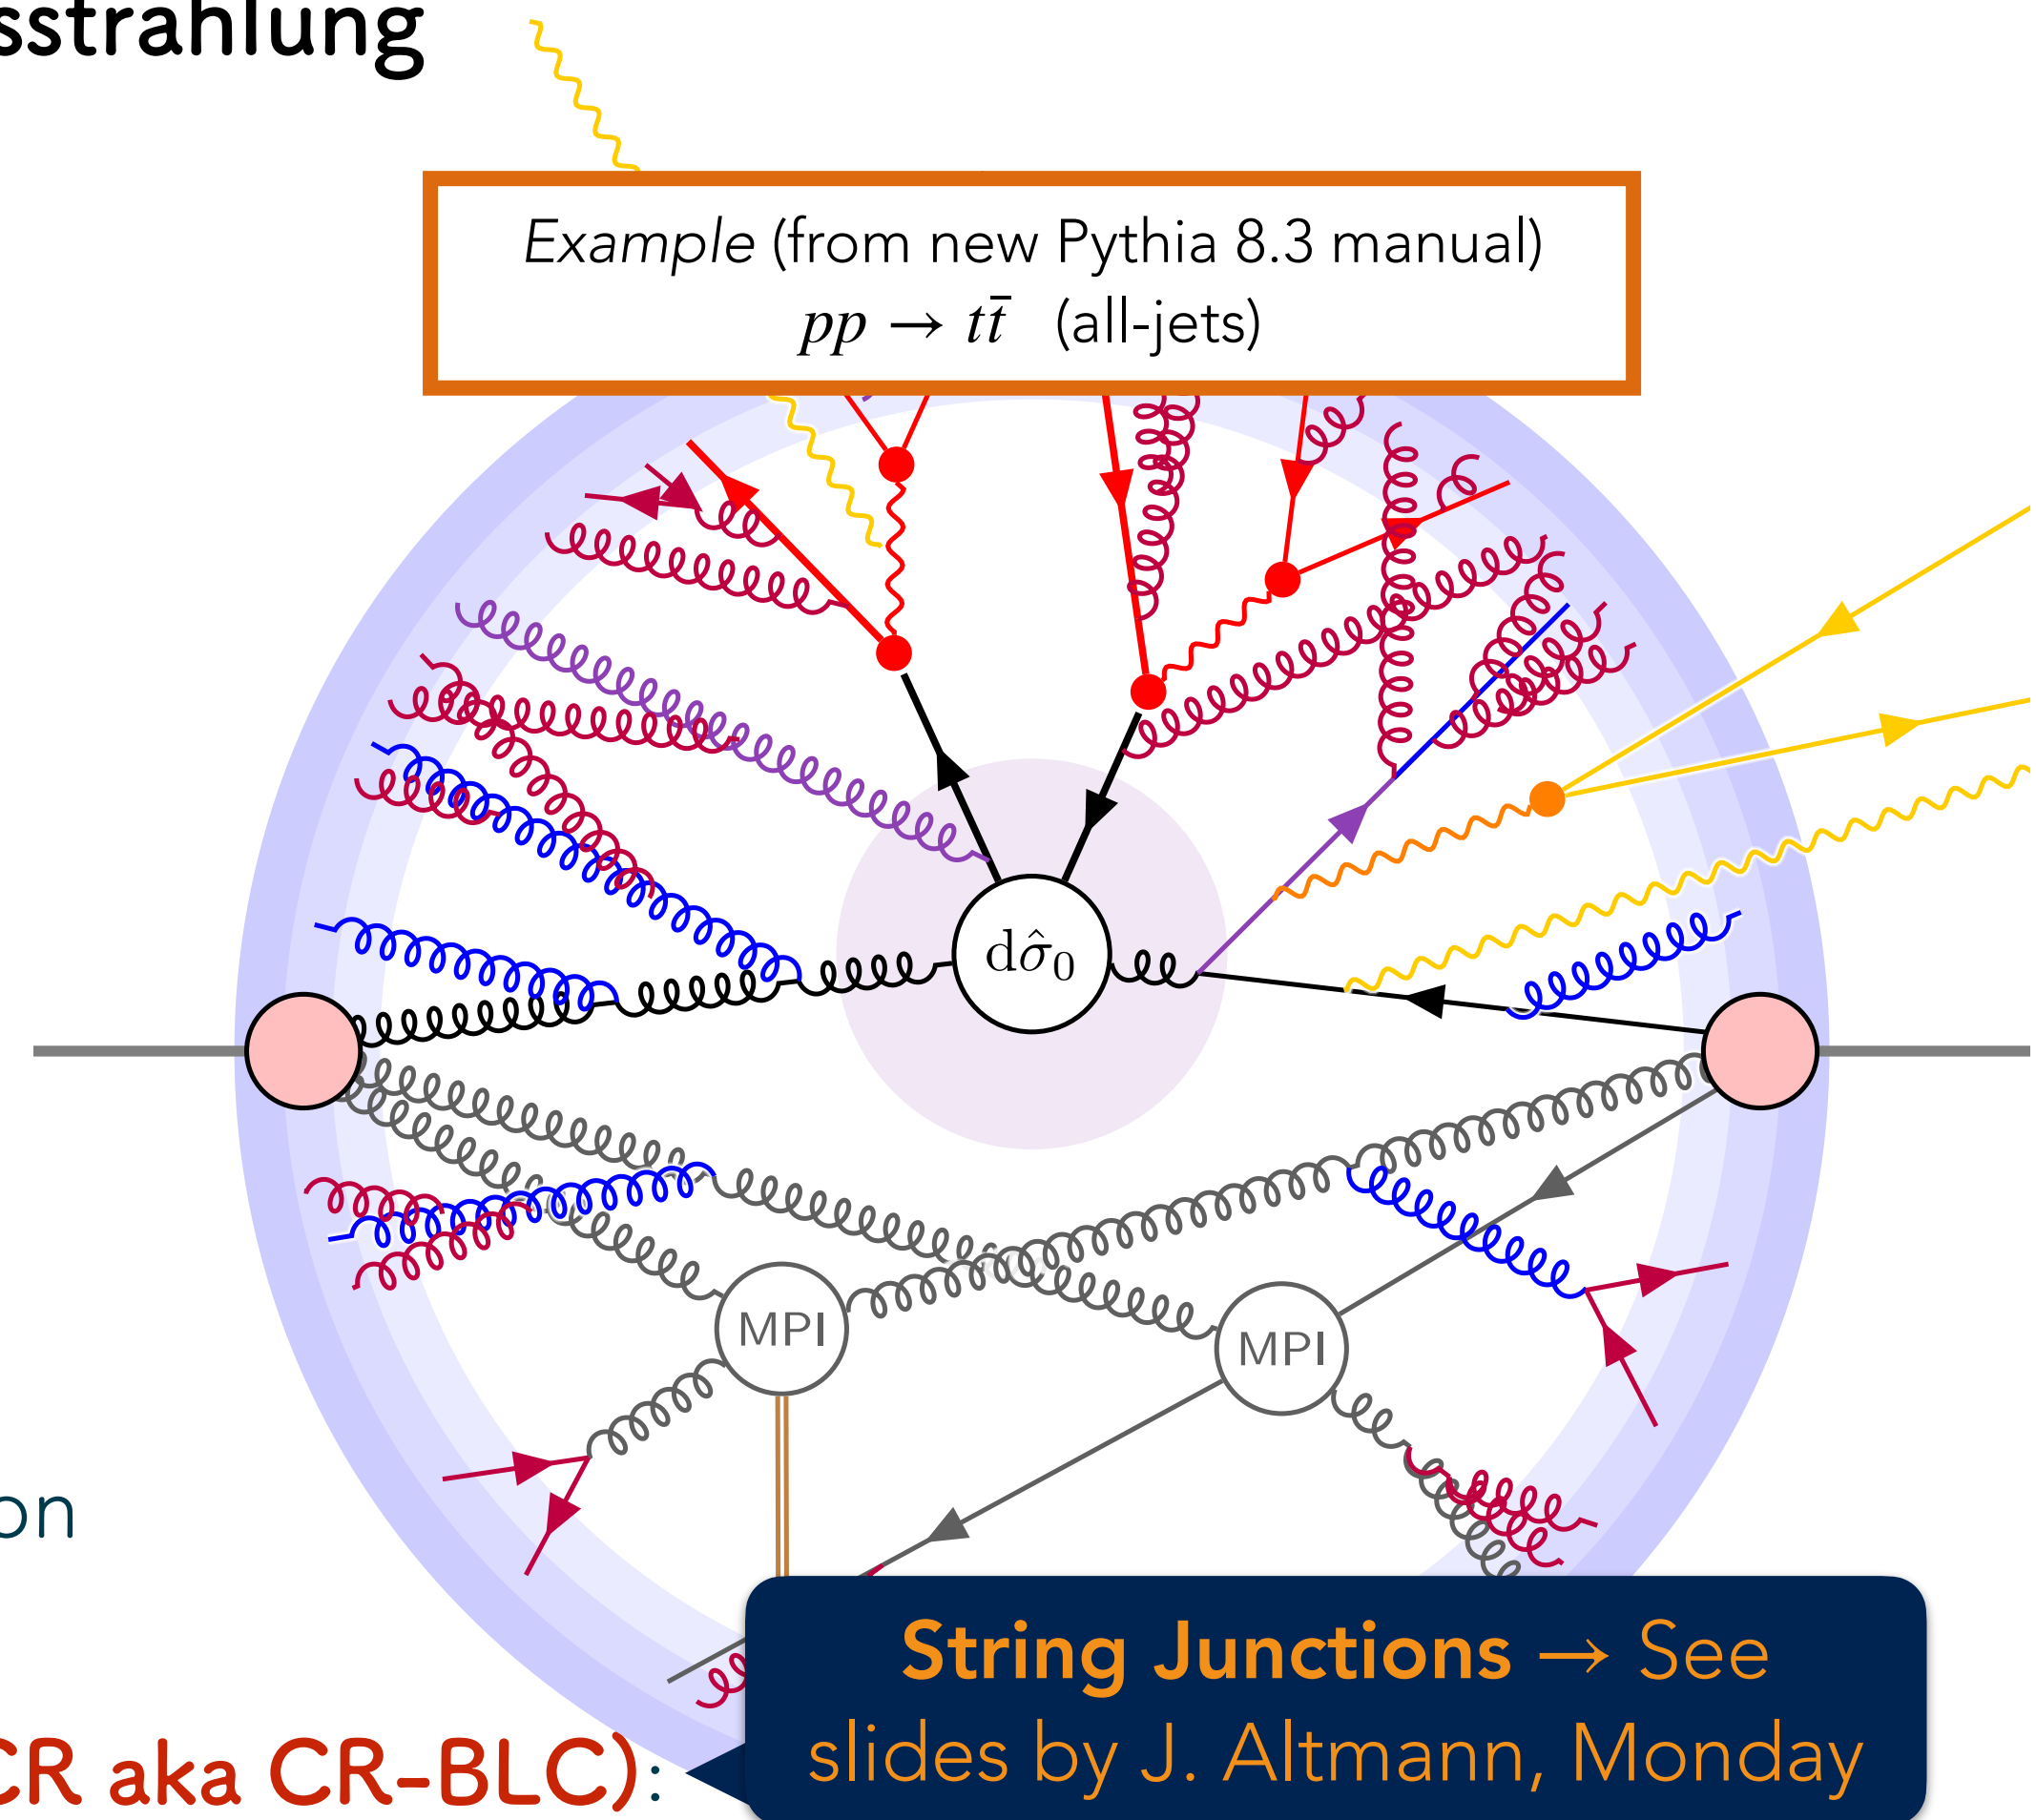 sstrahlung
Example (from new Pythia 8.3 manual)
pp → tt̄ (all-jets)
dσ̂₀
MPI
MPI
on
String Junctions → See
slides by J. Altmann, Monday
CR aka CR-BLC):